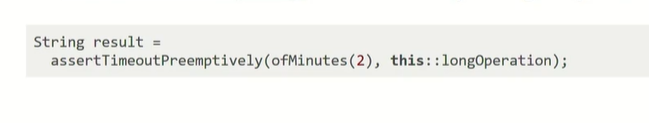 String result =
assertTimeoutPreemptively(ofMinutes(2), this::longOperation);